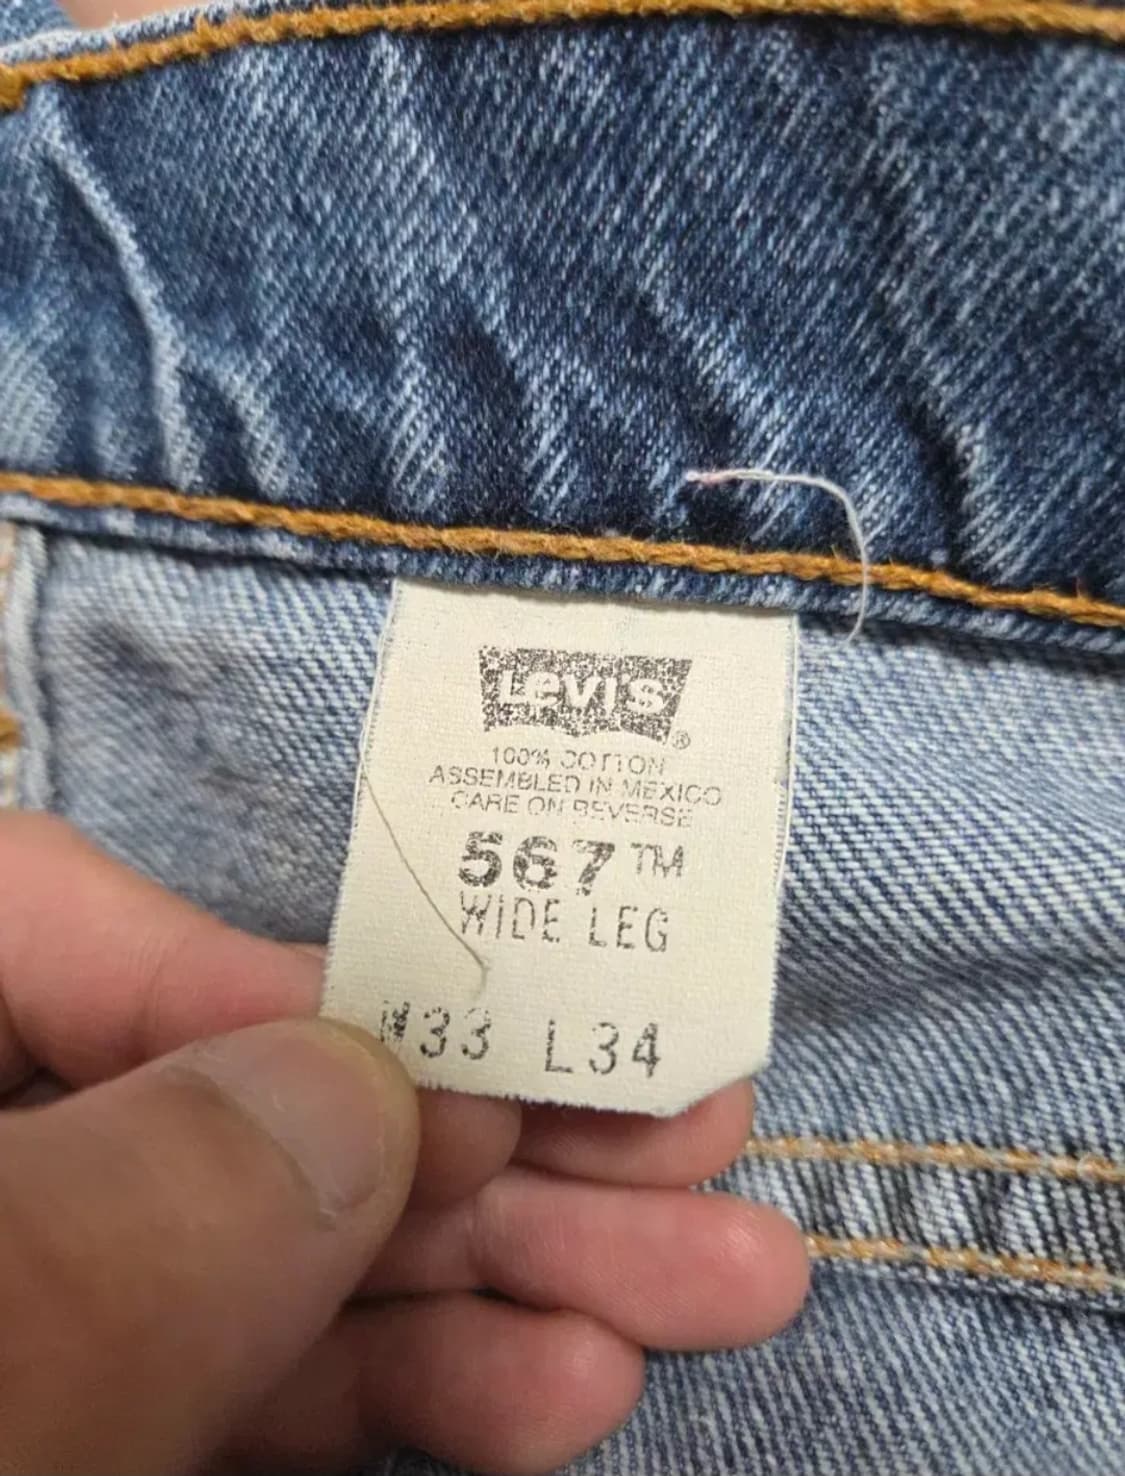 Levi's®
100% COTTON
ASSEMBLED IN MEXICO
CARE ON REVERSE
567™
WIDE LEG
W33 L34